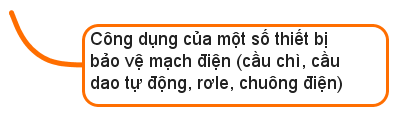 Công dụng của một số thiết bị
bảo vệ mạch điện (cầu chì, cầu
dao tự động, rơle, chuông điện)